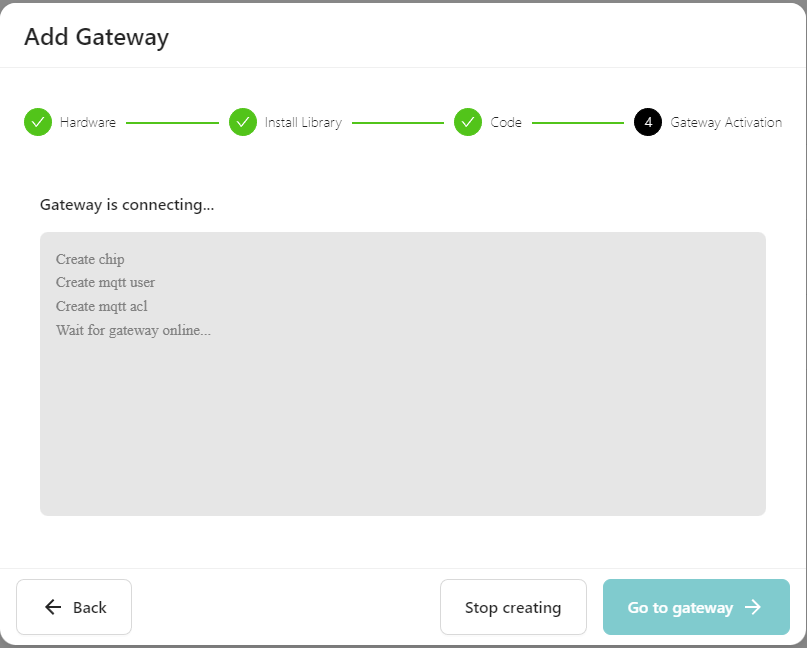 Add Gateway
Hardware
Install Library
Code
4 Gateway Activation
Gateway is connecting...
Create chip
Create mqtt user
Create mqtt acl
Wait for gateway online...
Back
Stop creating
Go to gateway